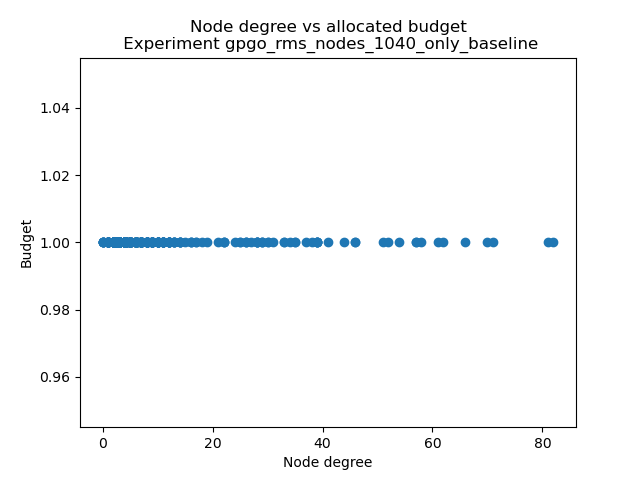 Node degree vs allocated budget
Experiment gpgo_rms_nodes_1040_only_baseline
1.04
1.02
1.00
0.98
0.96
Budget
0
20
40
60
80
Node degree